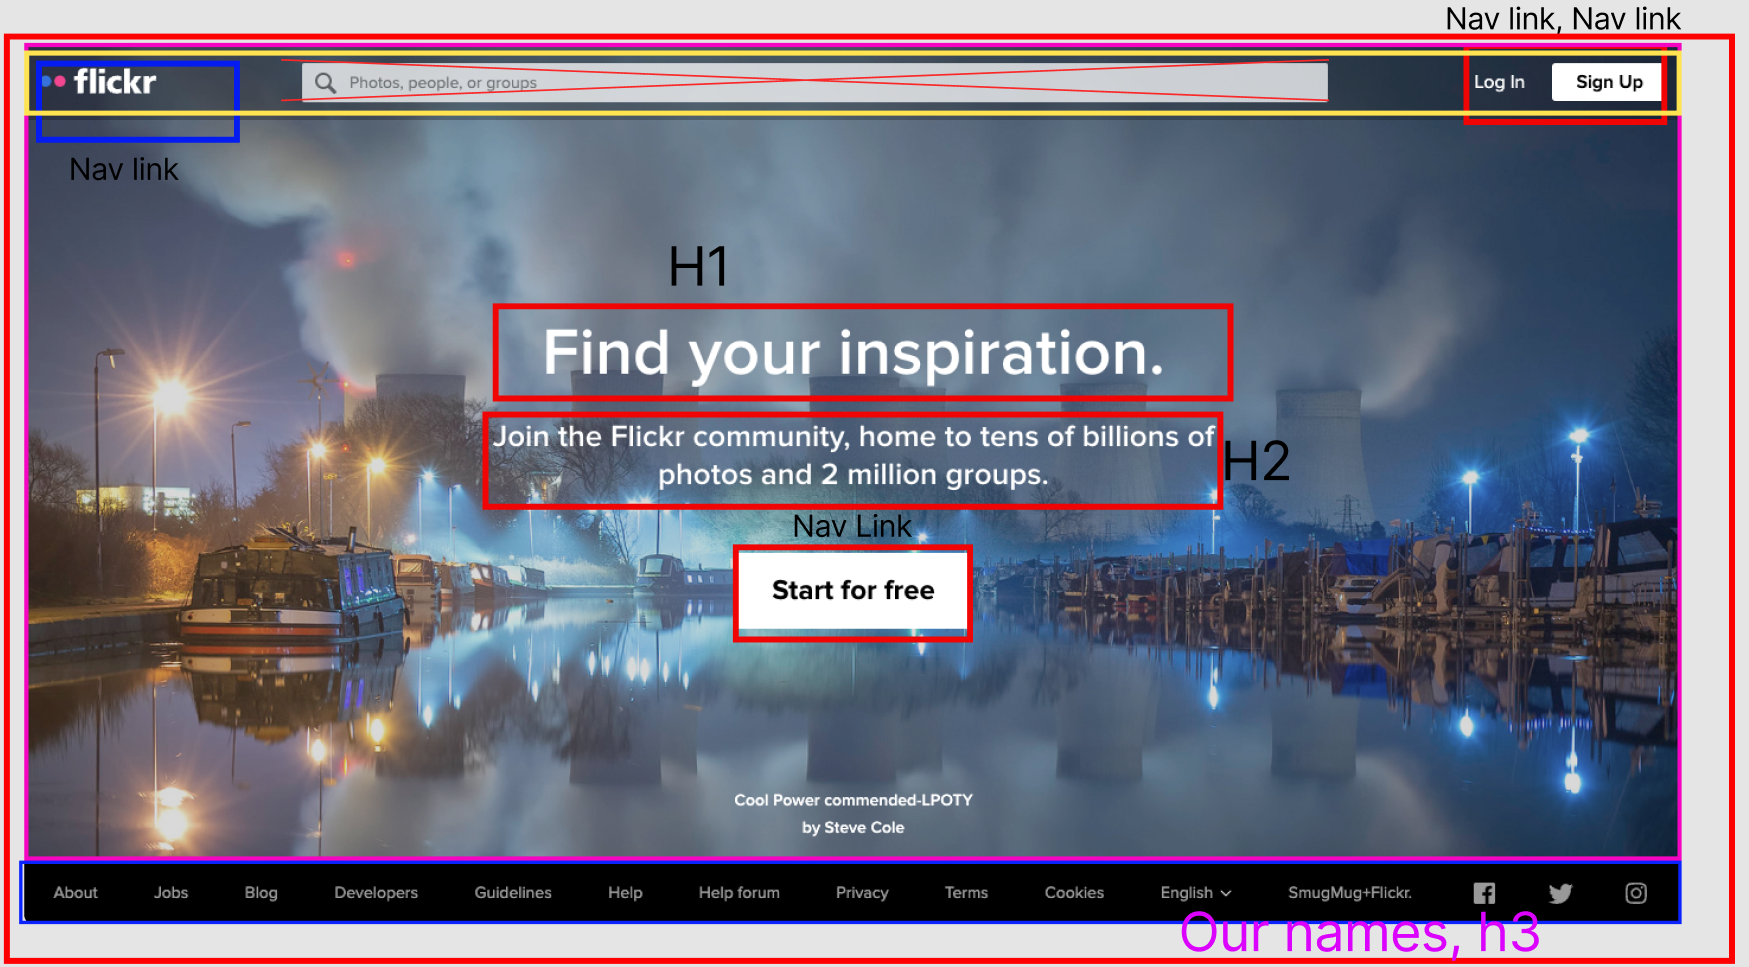 Nav link, Nav link
flickr
Photos, people, or groups
Log In
Sign Up
Nav link
H1
Find your inspiration.
Join the Flickr community, home to tens of billions of
photos and 2 million groups.
H2
Nav Link
Start for free
Cool Power commended-LPOTY
by Steve Cole
About Jobs Blog Developers Guidelines Help Help forum Privacy Terms Cookies English SmugMug+Flickr.
Our names, h3